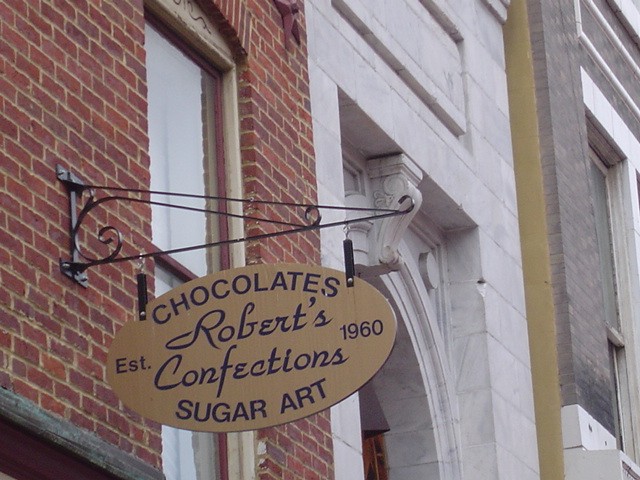 CHOCOLATES
Robert's
Est. 1960
Confections
SUGAR ART